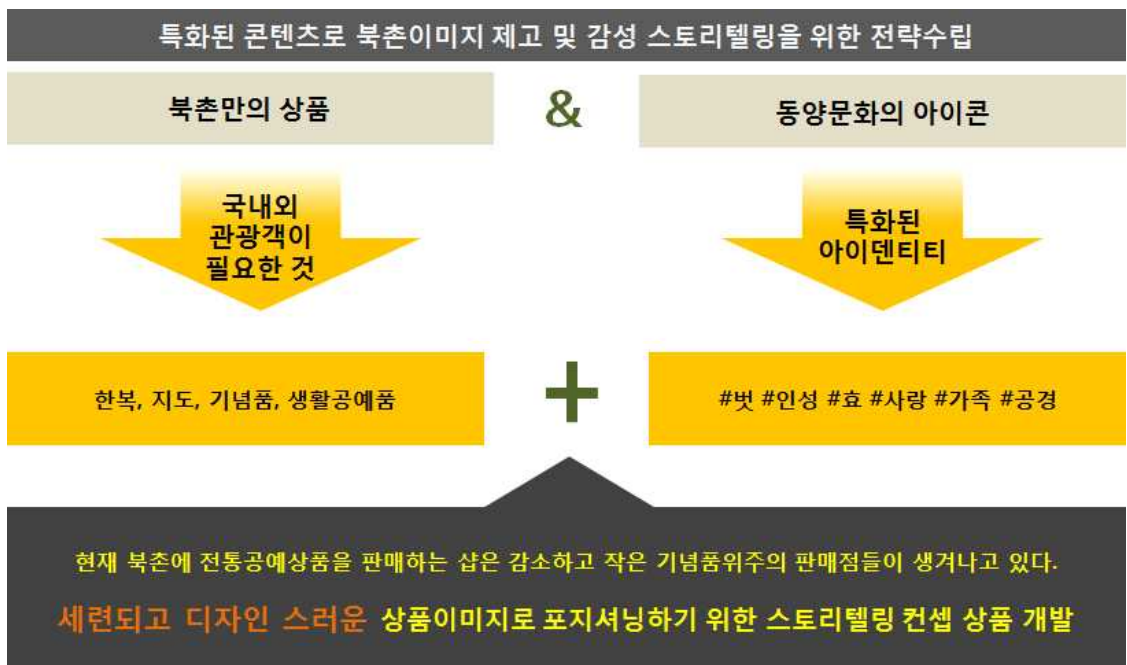 특화된 콘텐츠로 북촌이미지 제고 및 감성 스토리텔링을 위한 전략수립
북촌만의 상품
&
동양문화의 아이콘
국내외
관광객이
필요한 것
특화된
아이덴티티
한복, 지도, 기념품, 생활공예품
+
#벗 #인성 #효 #사랑 #가족 #공경
현재 북촌에 전통공예상품을 판매하는 샵은 감소하고 작은 기념품위주의 판매점들이 생겨나고 있다.
세련되고 디자인 스러운 상품이미지로 포지셔닝하기 위한 스토리텔링 컨셉 상품 개발